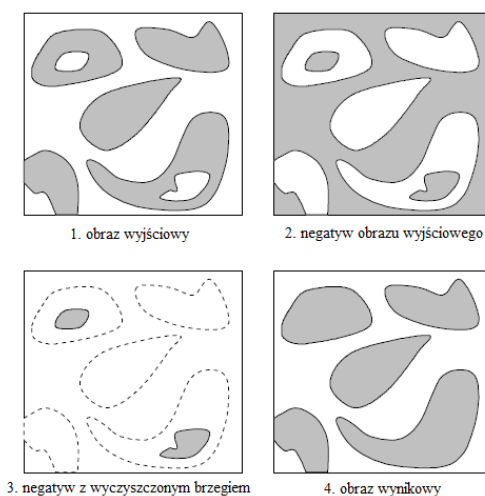 1. obraz wyjściowy
2. negatyw obrazu wyjściowego
3. negatyw z wyczyszczonym brzegiem
4. obraz wynikowy